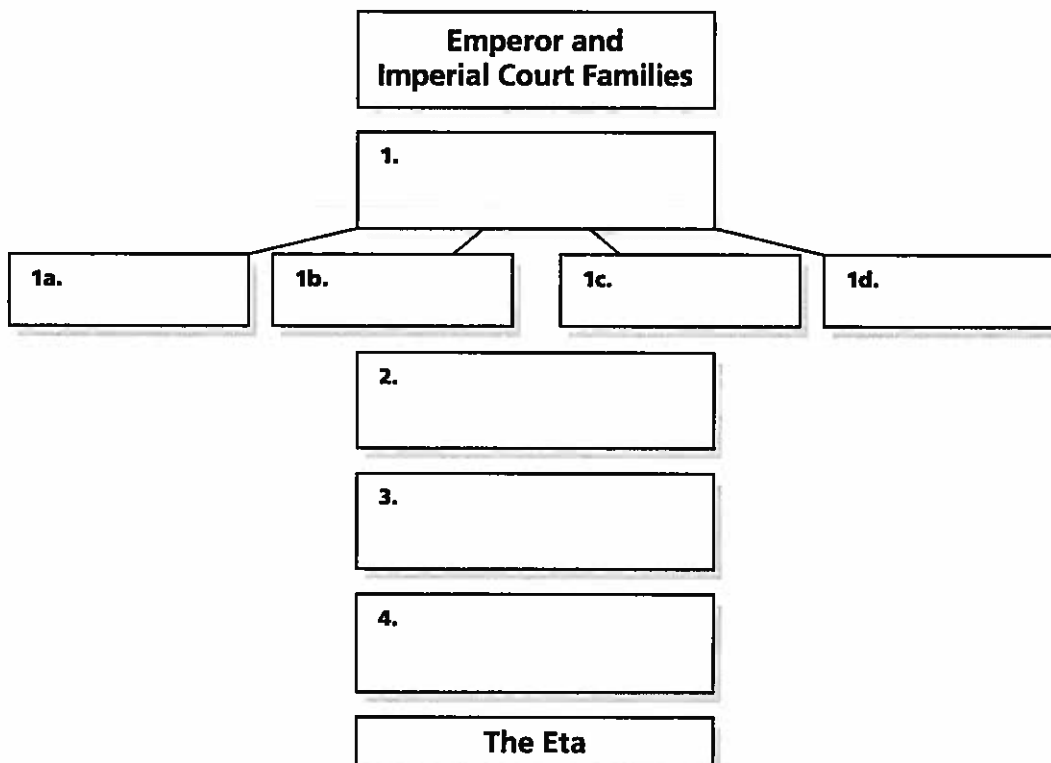 Emperor and
Imperial Court Families
1.
1a.
1b.
1c.
1d.
2.
3.
4.
The Eta